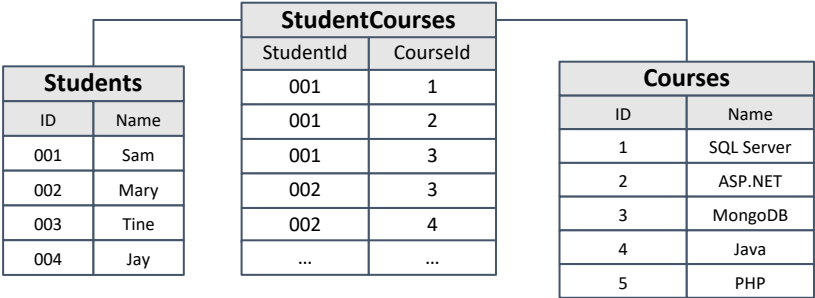 StudentCourses
StudentId CourseId
001 1
001 2
001 3
002 3
002 4
... ...
Students
ID Name
001 Sam
002 Mary
003 Tine
004 Jay
Courses
ID Name
1 SQL Server
2 ASP.NET
3 MongoDB
4 Java
5 PHP